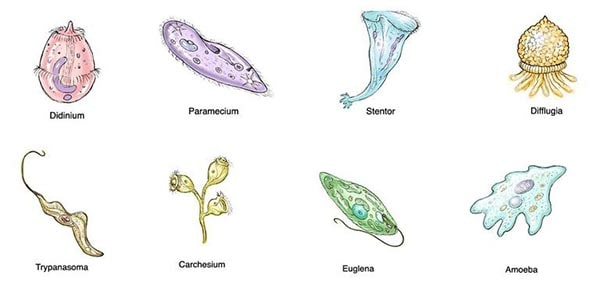 Didinium
Paramecium
Stentor
Difflugia
Trypanasoma
Carchesium
Euglena
Amoeba